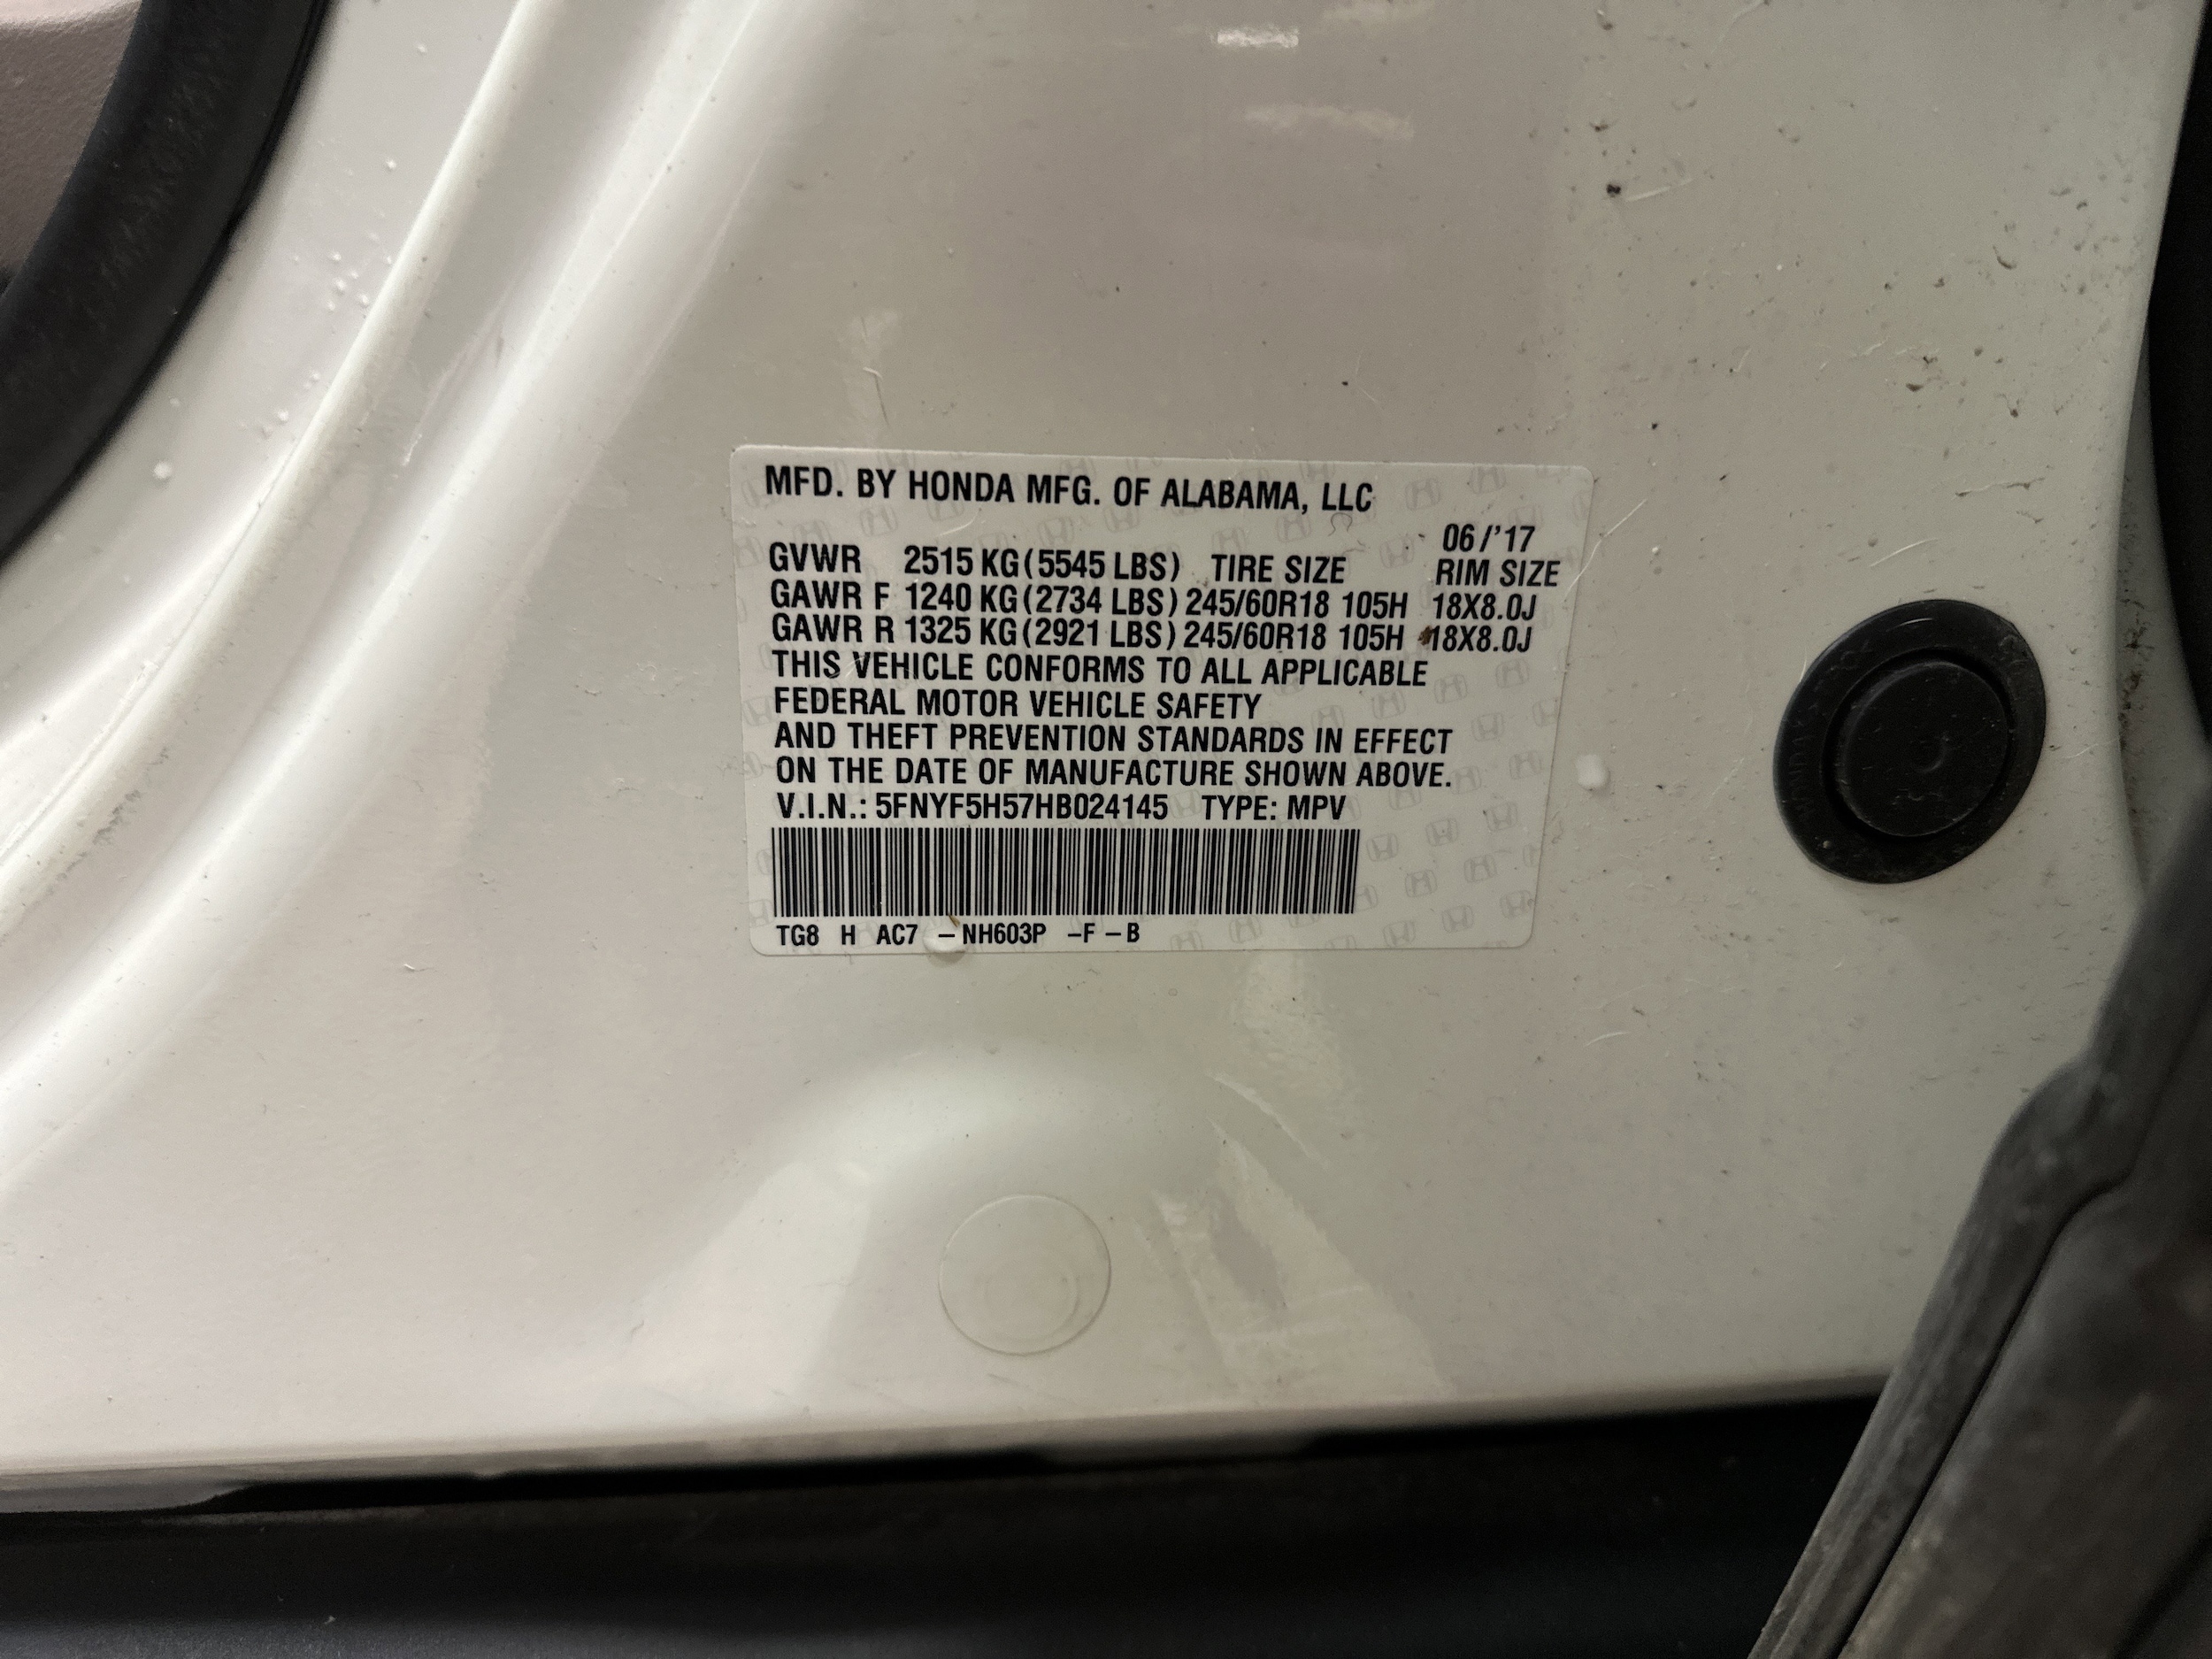 MFD. BY HONDA MFG. OF ALABAMA, LLC
06/'17
GVWR 2515 KG (5545 LBS) TIRE SIZE RIM SIZE
GAWR F 1240 KG (2734 LBS) 245/60R18 105H 18X8.0J
GAWR R 1325 KG (2921 LBS) 245/60R18 105H 18X8.0J
THIS VEHICLE CONFORMS TO ALL APPLICABLE
FEDERAL MOTOR VEHICLE SAFETY
AND THEFT PREVENTION STANDARDS IN EFFECT
ON THE DATE OF MANUFACTURE SHOWN ABOVE.
V.I.N.: 5FNYF5H57HB024145 TYPE: MPV
TG8 H AC7 – NH603P –F – B